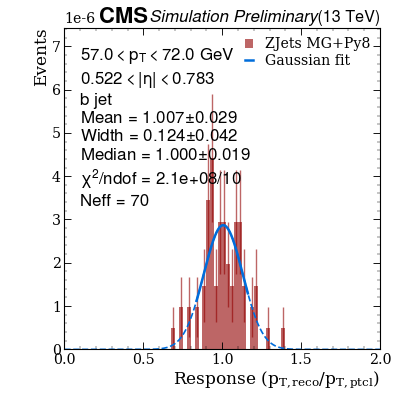 1e-6 CMS Simulation Preliminary (13 TeV)
Events
ZJets MG+Py8
Gaussian fit
57.0 < pT < 72.0 GeV
0.522 < |η| < 0.783
b jet
Mean = 1.007±0.029
Width = 0.124±0.042
Median = 1.000±0.019
χ²/ndof = 2.1e+08/10
Neff = 70
7
6
5
4
3
2
1
0
0.0 0.5 1.0 1.5 2.0
Response (pT,reco/pT,ptcl)